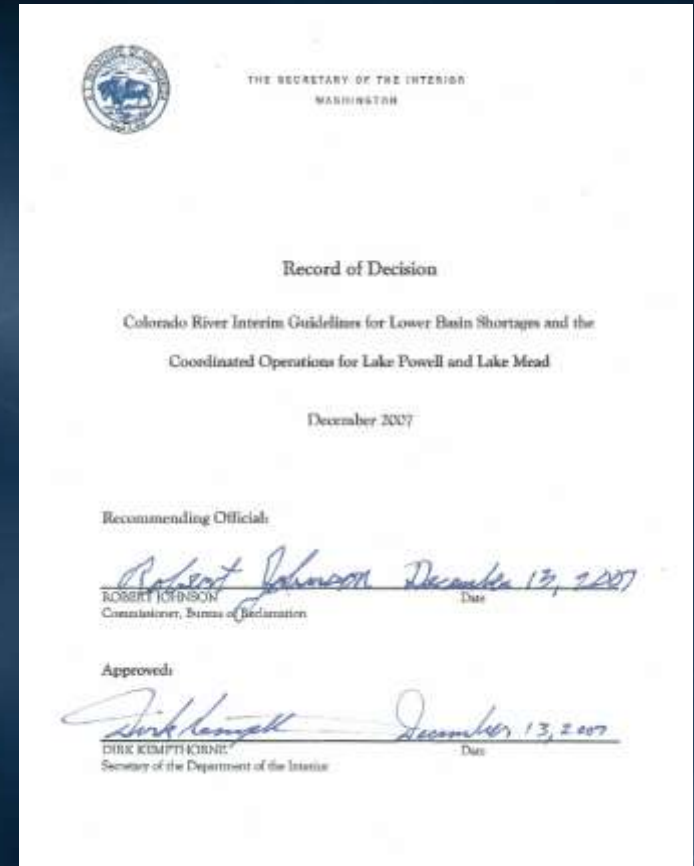 THE SECRETARY OF THE INTERIOR
WASHINGTON
Record of Decision
Colorado River Interim Guidelines for Lower Basin Shortages and the
Coordinated Operations for Lake Powell and Lake Mead
December 2007
Recommending Official:
Robert Johnson December 13, 2007
ROBERT JOHNSON Date
Commissioner, Bureau of Reclamation
Approved:
Dirk Kempth December 13, 2007
DIRK KEMPTHORNE Date
Secretary of the Department of the Interior